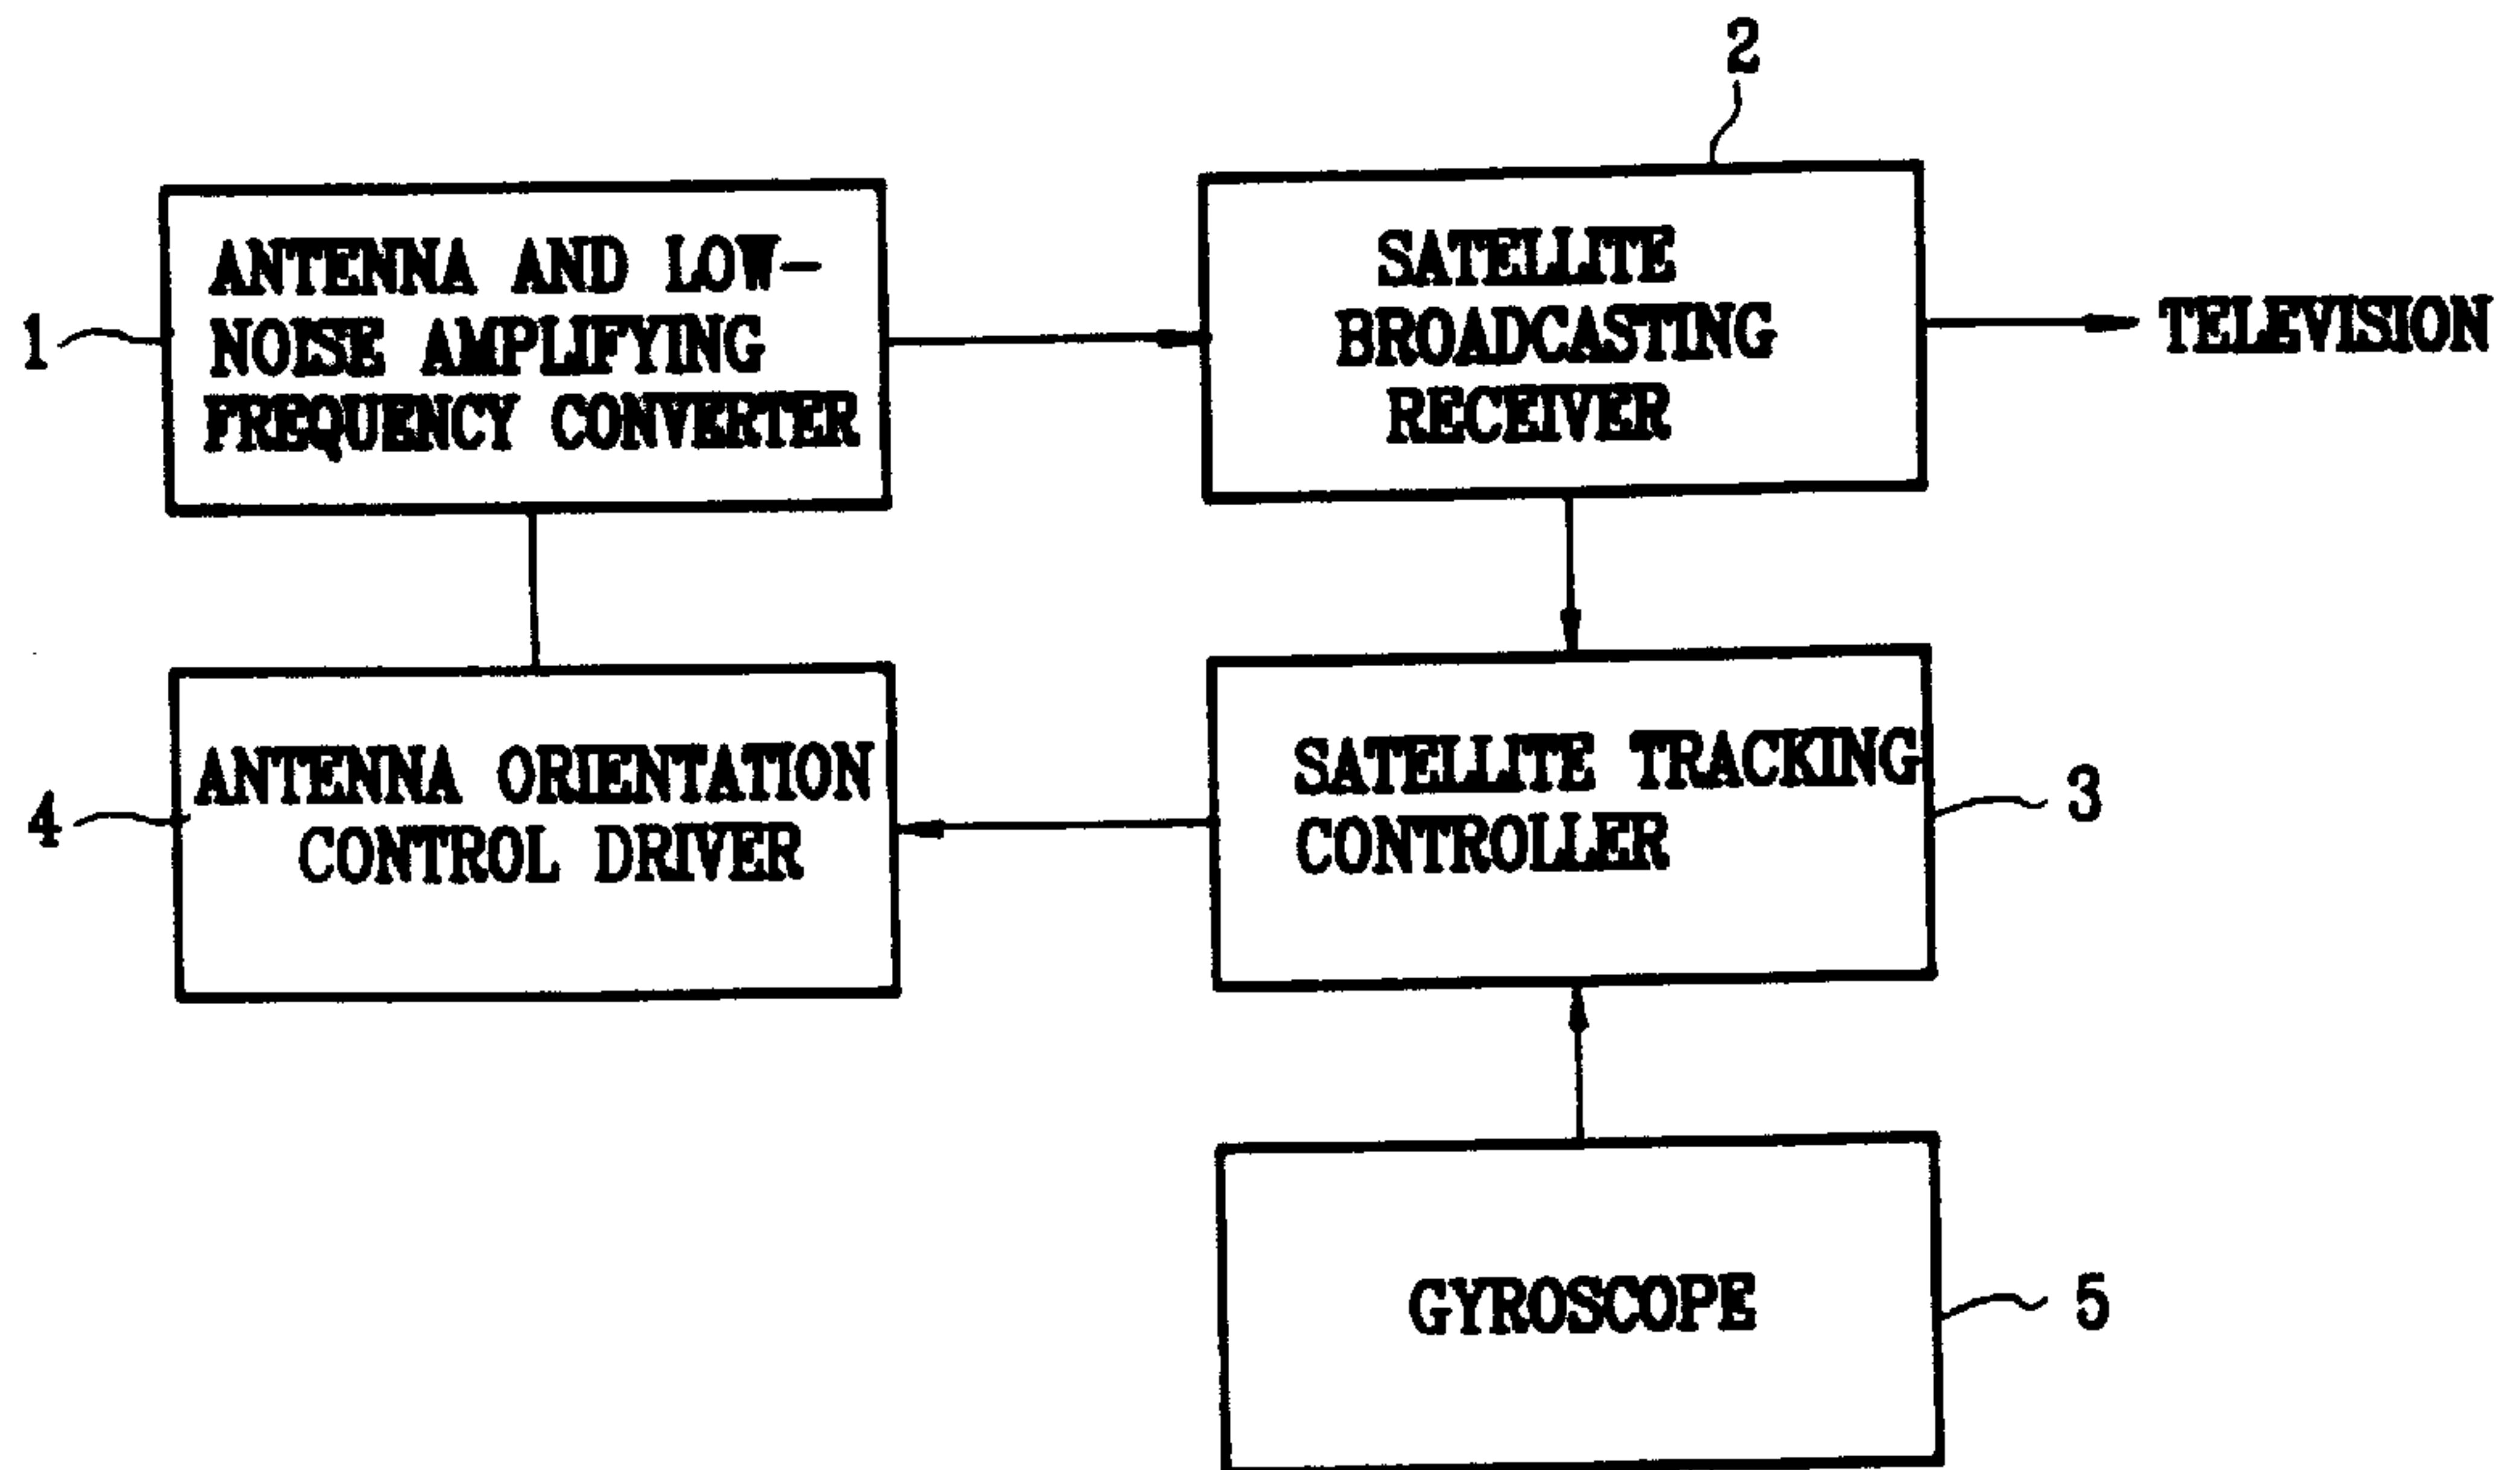 2
ANTENNA AND LOW-
NOISE AMPLIFYING
FREQUENCY CONVERTER
1
SATELLITE
BROADCASTING
RECEIVER
TELEVISION
ANTENNA ORIENTATION
CONTROL DRIVER
4
SATELLITE TRACKING
CONTROLLER
3
GYROSCOPE
5